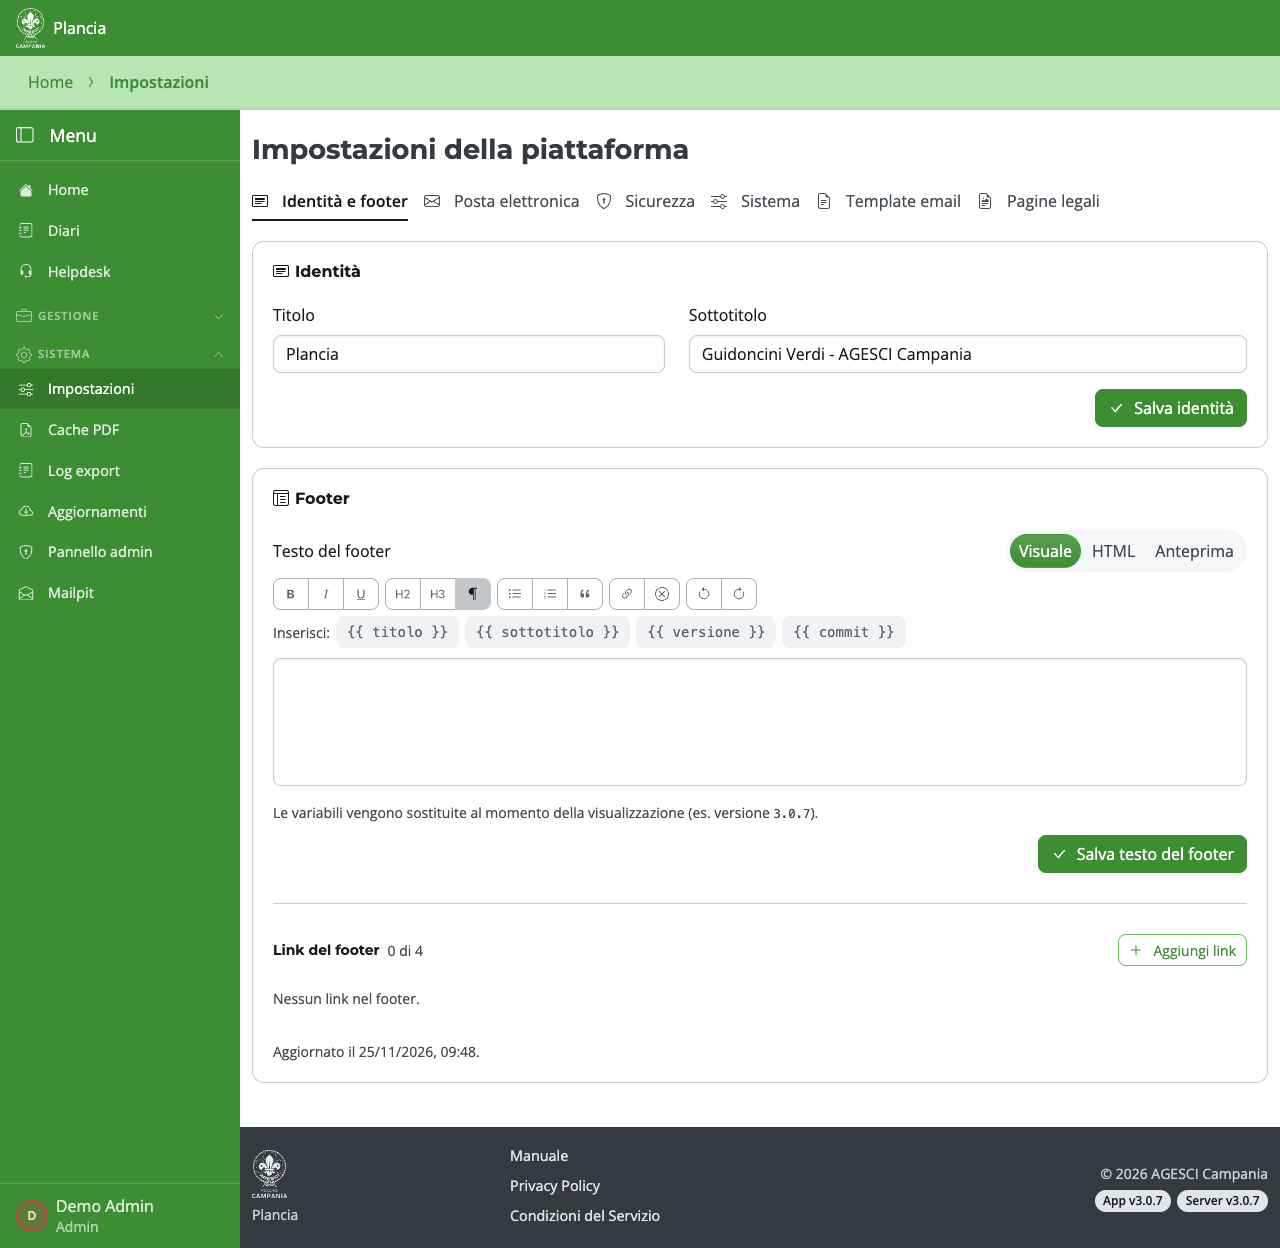 CAMPANIA
Plancia
Home
Impostazioni
Menu
Home
Diari
Helpdesk
GESTIONE
SISTEMA
Impostazioni
Cache PDF
Log export
Aggiornamenti
Pannello admin
Mailpit
D
Demo Admin
Admin
Impostazioni della piattaforma
Identità e footer Posta elettronica Sicurezza Sistema Template email Pagine legali
Identità
Titolo Sottotitolo
Plancia Guidoncini Verdi - AGESCI Campania
Salva identità
Footer
Testo del footer Visuale HTML Anteprima
B I U H2 H3 ¶
Inserisci: {{ titolo }} {{ sottotitolo }} {{ versione }} {{ commit }}
Le variabili vengono sostituite al momento della visualizzazione (es. versione 3.0.7).
Salva testo del footer
Link del footer 0 di 4 Aggiungi link
Nessun link nel footer.
Aggiornato il 25/11/2026, 09:48.
CAMPANIA
Plancia
Manuale
Privacy Policy
Condizioni del Servizio
© 2026 AGESCI Campania
App v3.0.7 Server v3.0.7